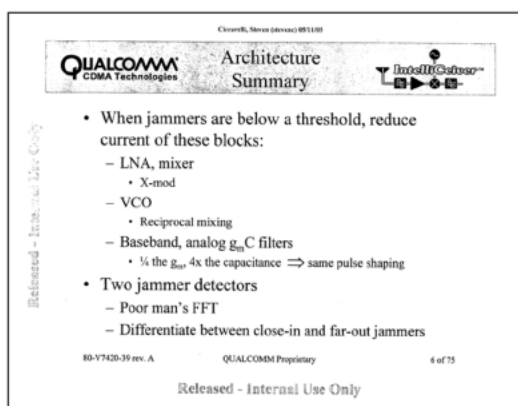 Ciccarelli, Steven (stevenc) 05/11/05
QUALCOMM
CDMA Technologies
Architecture
Summary
IntelliCeiver™
• When jammers are below a threshold, reduce
current of these blocks:
– LNA, mixer
• X-mod
– VCO
• Reciprocal mixing
– Baseband, analog gmC filters
• ¼ the gm, 4x the capacitance ⟹ same pulse shaping
• Two jammer detectors
– Poor man's FFT
– Differentiate between close-in and far-out jammers
80-V7420-39 rev. A
QUALCOMM Proprietary
6 of 75
Released - Internal Use Only
Released - Internal Use Only